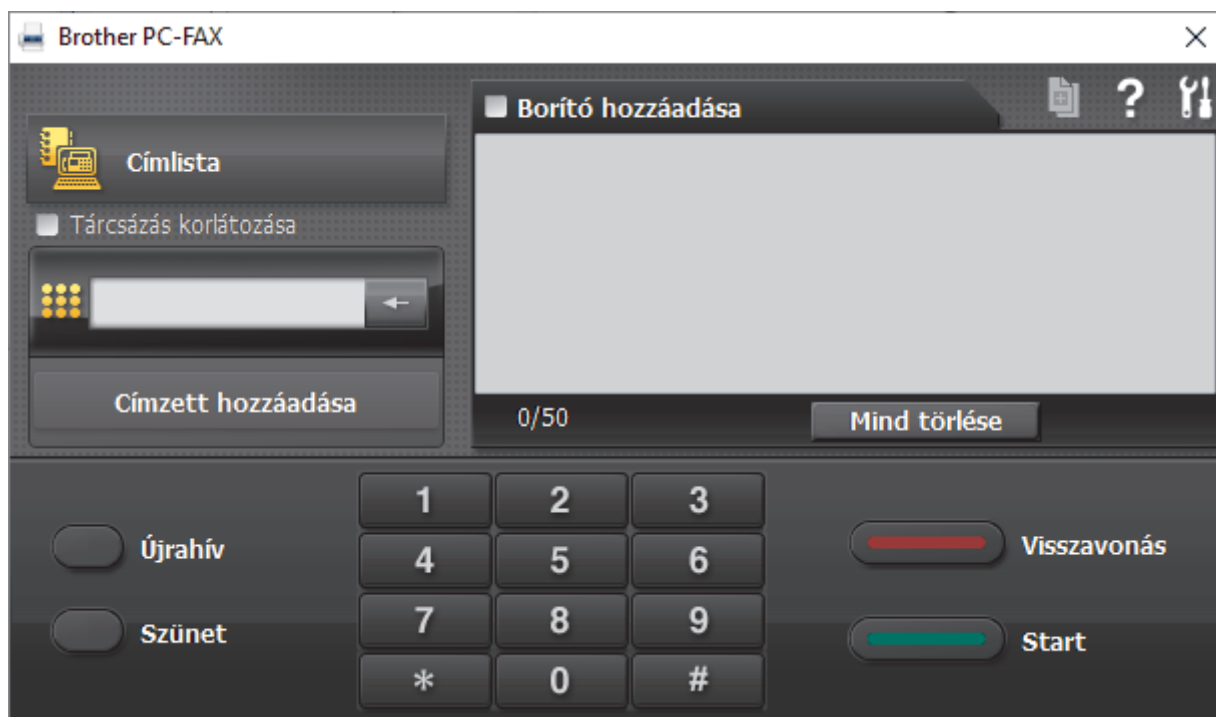 Brother PC-FAX
Borító hozzáadása
?
Címlista
Tárcsázás korlátozása
Címzett hozzáadása
0/50
Mind törlése
1 2 3
4 5 6
7 8 9
* 0 #
Újrahív
Szünet
Visszavonás
Start